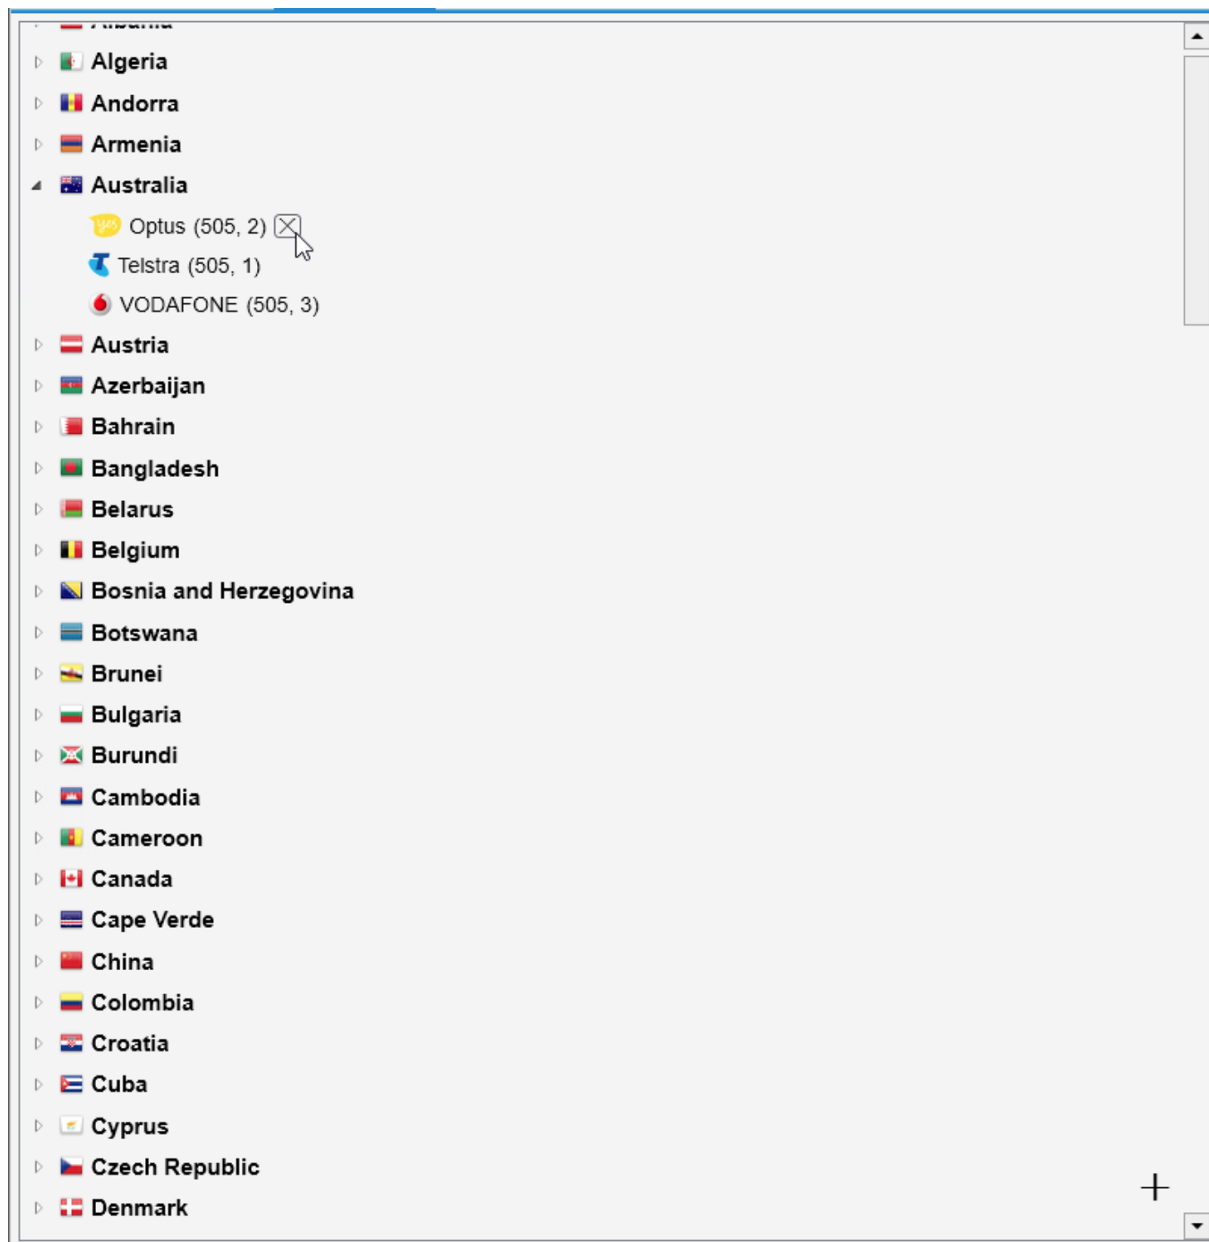 Albania
Algeria
Andorra
Armenia
Australia
yes Optus (505, 2)
Telstra (505, 1)
VODAFONE (505, 3)
Austria
Azerbaijan
Bahrain
Bangladesh
Belarus
Belgium
Bosnia and Herzegovina
Botswana
Brunei
Bulgaria
Burundi
Cambodia
Cameroon
Canada
Cape Verde
China
Colombia
Croatia
Cuba
Cyprus
Czech Republic
Denmark